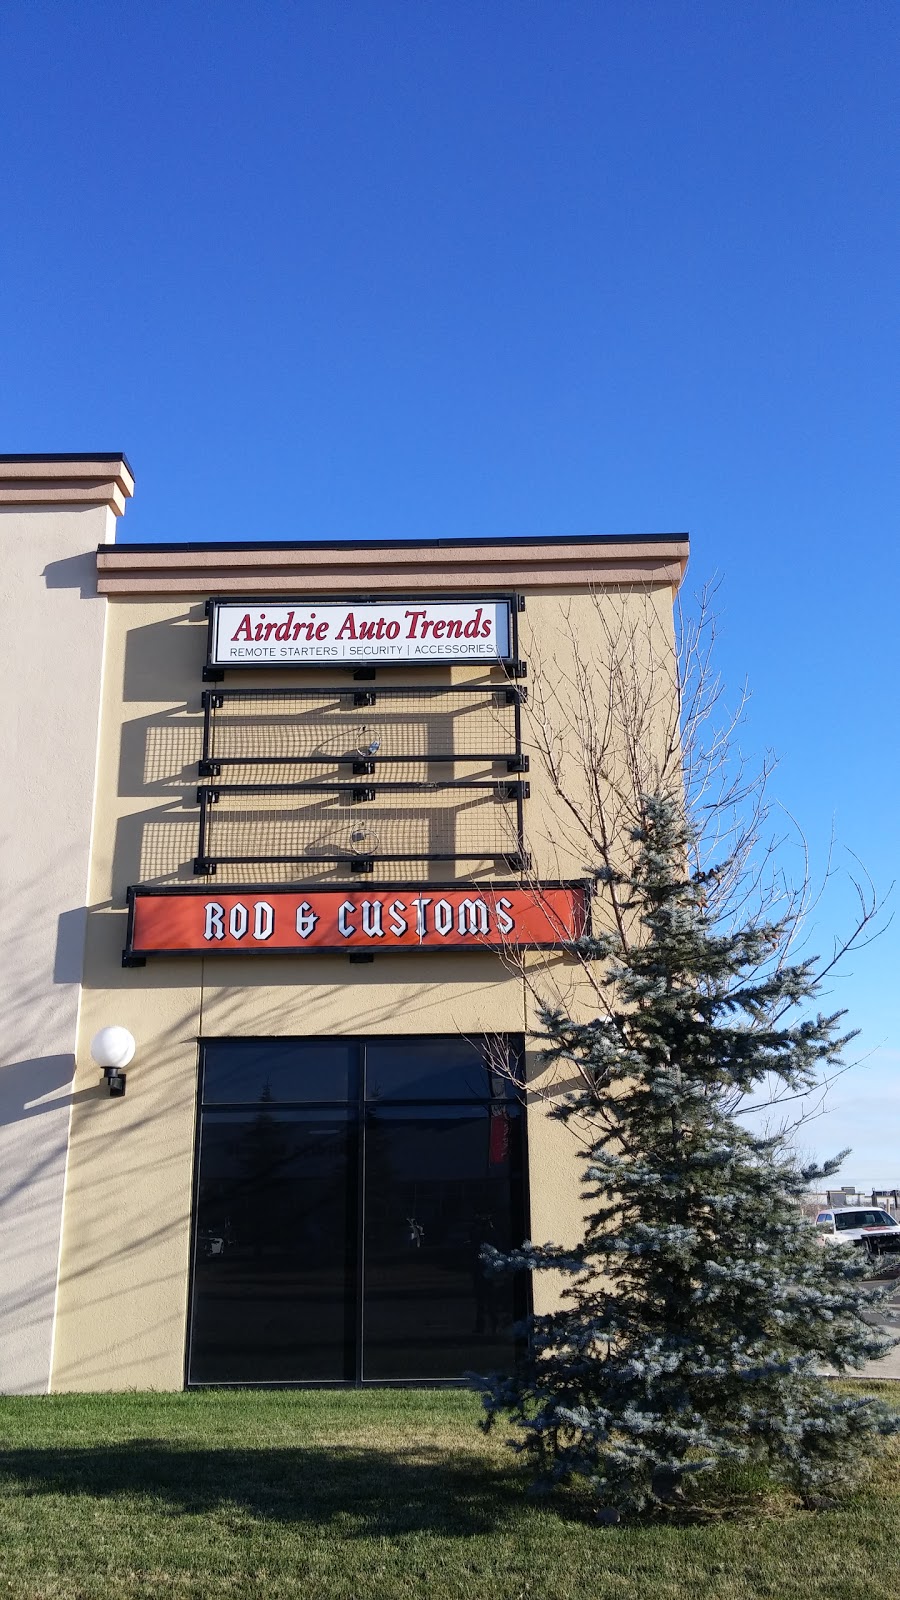 Airdrie Auto Trends
REMOTE STARTERS | SECURITY | ACCESSORIES
ROD & CUSTOMS